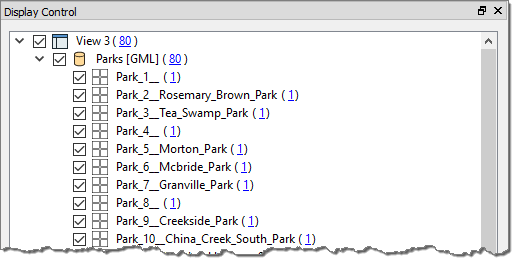 Display Control
View 3 ( 80 )
Parks [GML] ( 80 )
Park_1__ ( 1 )
Park_2__Rosemary_Brown_Park ( 1 )
Park_3__Tea_Swamp_Park ( 1 )
Park_4__ ( 1 )
Park_5__Morton_Park ( 1 )
Park_6__Mcbride_Park ( 1 )
Park_7__Granville_Park ( 1 )
Park_8__ ( 1 )
Park_9__Creekside_Park ( 1 )
Park_10__China_Creek_South_Park ( 1 )